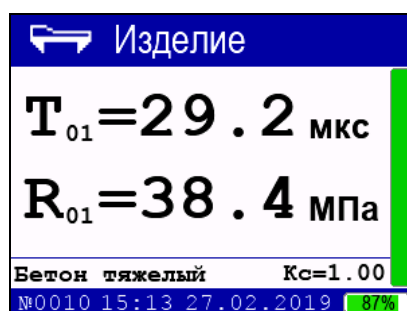 Изделие
T01=29.2 мкс
R01=38.4 МПа
Бетон тяжелый Кс=1.00
№0010 15:13 27.02.2019 87%